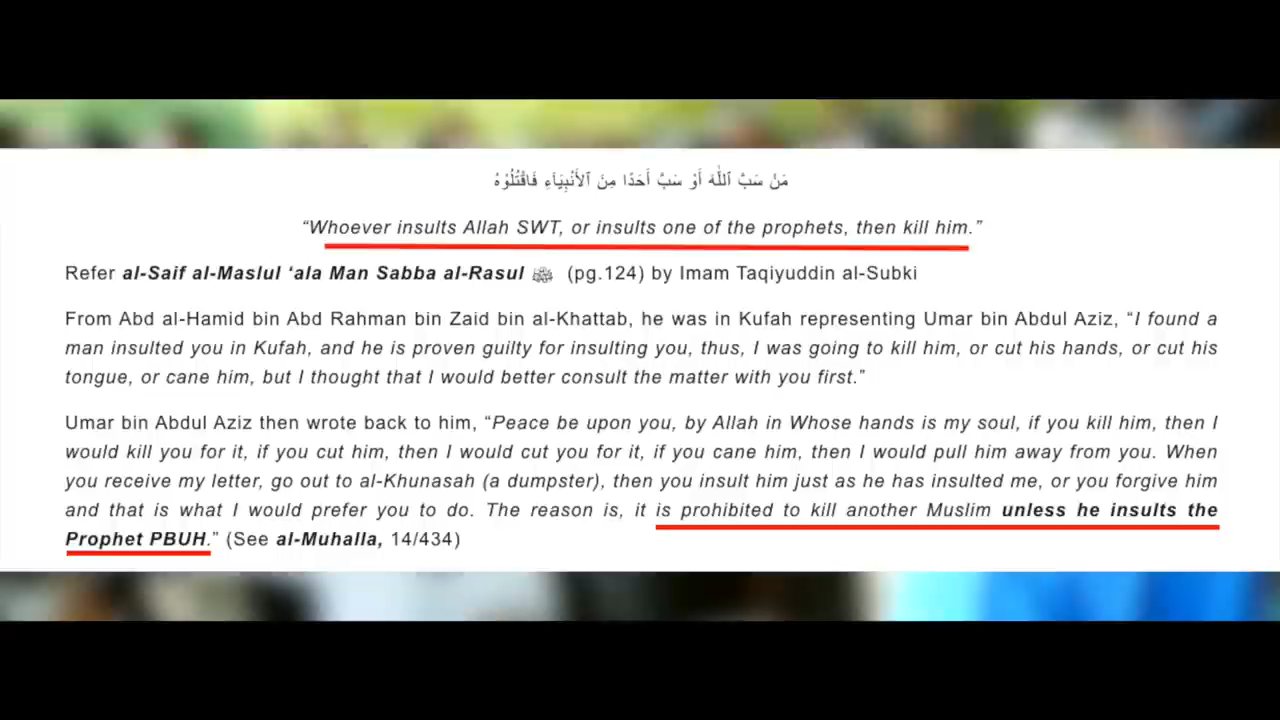 مَنْ سَبَّ ٱللَّهَ أَوْ سَبَّ أَحَدًا مِنَ ٱلْأَنْبِيَآءِ فَاقْتُلُوْهُ
“Whoever insults Allah SWT, or insults one of the prophets, then kill him.”
Refer al-Saif al-Maslul ‘ala Man Sabba al-Rasul ﷺ (pg.124) by Imam Taqiyuddin al-Subki
From Abd al-Hamid bin Abd Rahman bin Zaid bin al-Khattab, he was in Kufah representing Umar bin Abdul Aziz, “I found a
man insulted you in Kufah, and he is proven guilty for insulting you, thus, I was going to kill him, or cut his hands, or cut his
tongue, or cane him, but I thought that I would better consult the matter with you first.”
Umar bin Abdul Aziz then wrote back to him, “Peace be upon you, by Allah in Whose hands is my soul, if you kill him, then I
would kill you for it, if you cut him, then I would cut you for it, if you cane him, then I would pull him away from you. When
you receive my letter, go out to al-Khunasah (a dumpster), then you insult him just as he has insulted me, or you forgive him
and that is what I would prefer you to do. The reason is, it is prohibited to kill another Muslim unless he insults the
Prophet PBUH.” (See al-Muhalla, 14/434)